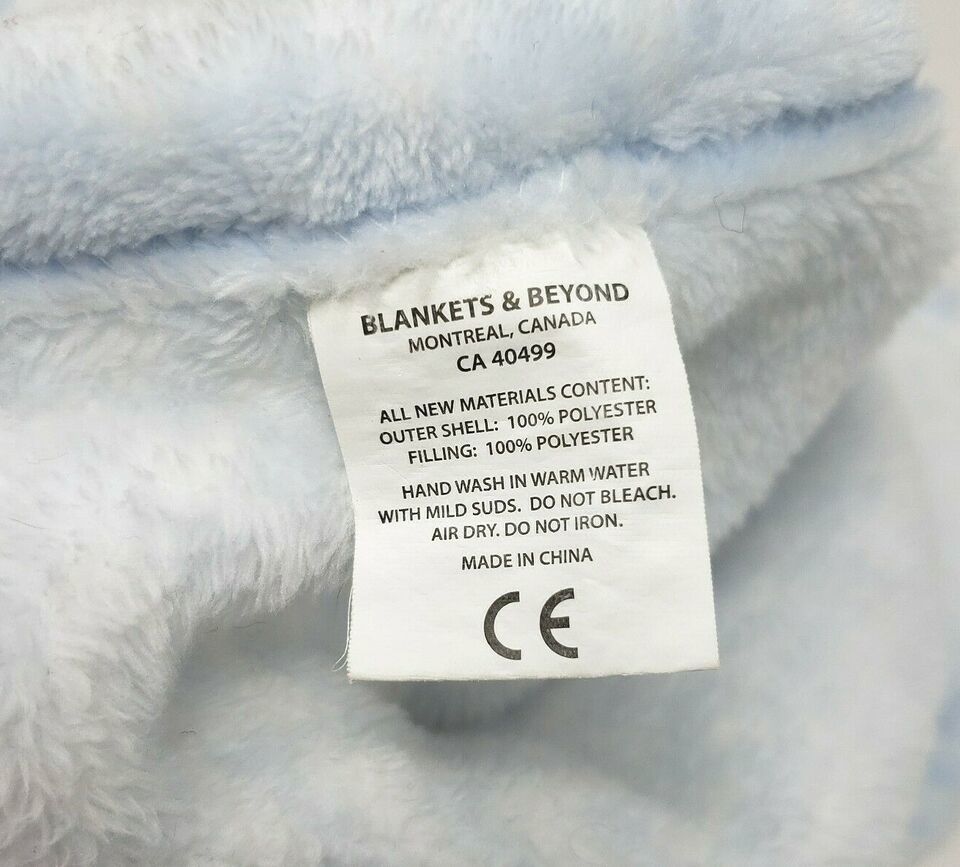 BLANKETS & BEYOND
MONTREAL, CANADA
CA 40499
ALL NEW MATERIALS CONTENT:
OUTER SHELL: 100% POLYESTER
FILLING: 100% POLYESTER
HAND WASH IN WARM WATER
WITH MILD SUDS. DO NOT BLEACH.
AIR DRY. DO NOT IRON.
MADE IN CHINA
CE